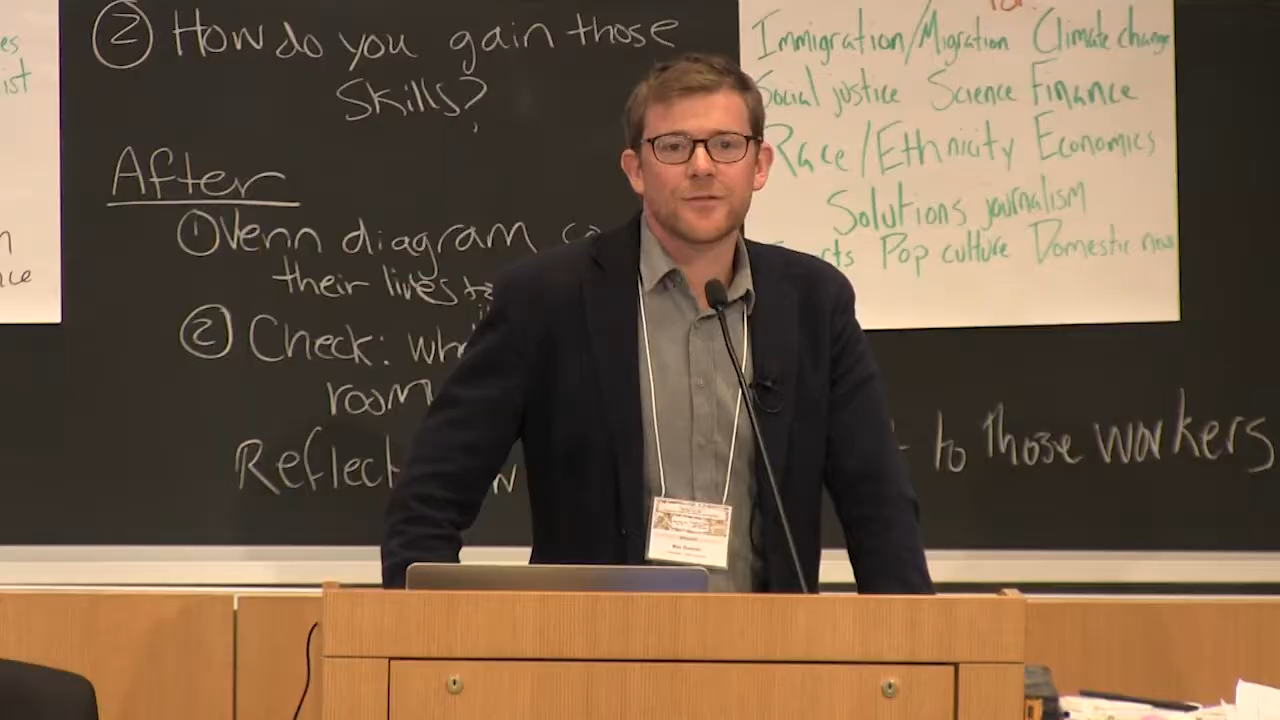 es
ist
n
nce
② How do you gain those
skills?
After
① Venn diagram
their lives
② Check:
room
Reflect
to those workers
Immigration/Migration Climate change
Social justice Science Finance
Race/Ethnicity Economics
Solutions journalism
Pop culture Domestic news